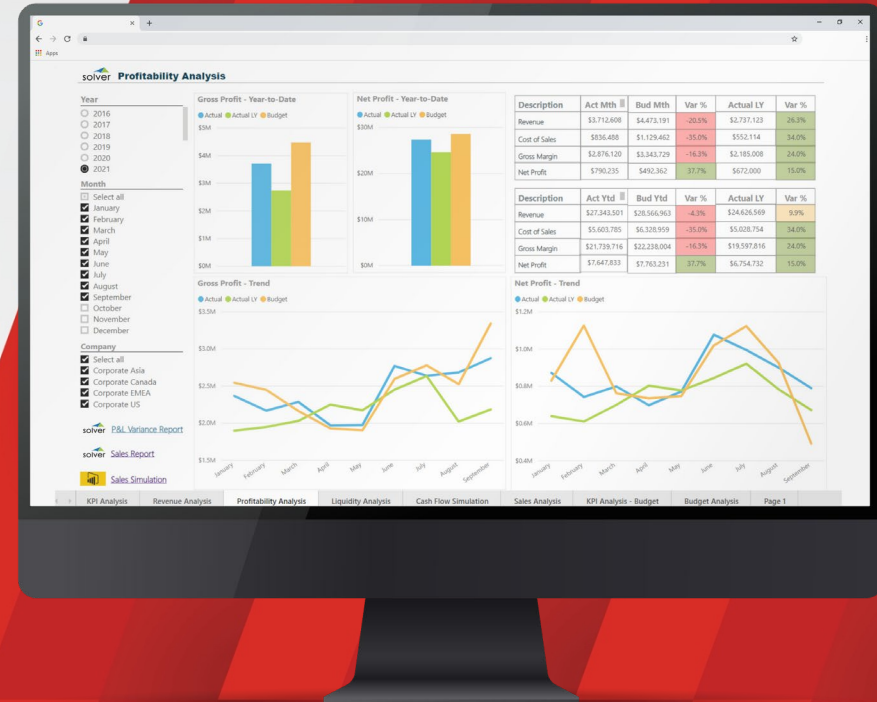 G
Apps
solver Profitability Analysis
Year
2016
2017
2018
2019
2020
2021
Month
Select all
January
February
March
April
May
June
July
August
September
October
November
December
Company
Select all
Corporate Asia
Corporate Canada
Corporate EMEA
Corporate US
solver P&L Variance Report
solver Sales Report
Sales Simulation
Gross Profit - Year-to-Date
Actual Actual LY Budget
$5M
$4M
$3M
$2M
$1M
$0M
Net Profit - Year-to-Date
Actual Actual LY Budget
$30M
$20M
$10M
$0M
Description Act Mth Bud Mth Var % Actual LY Var %
Revenue $3,712,608 $4,473,191 -20.5% $2,737,123 26.3%
Cost of Sales $836,488 $1,129,462 -35.0% $552,114 34.0%
Gross Margin $2,876,120 $3,343,729 -16.3% $2,185,008 24.0%
Net Profit $790,235 $492,362 37.7% $672,000 15.0%
Description Act Ytd Bud Ytd Var % Actual LY Var %
Revenue $27,343,501 $28,566,963 -4.3% $24,626,569 9.9%
Cost of Sales $5,603,785 $6,328,959 -35.0% $5,028,754 34.0%
Gross Margin $21,739,716 $22,238,004 -16.3% $19,597,816 24.0%
Net Profit $7,647,833 $7,763,231 37.7% $6,754,732 15.0%
Gross Profit - Trend
Actual Actual LY Budget
$3.5M
$3.0M
$2.5M
$2.0M
$1.5M
January February March April May June July August September
Net Profit - Trend
Actual Actual LY Budget
$1.2M
$1.0M
$0.8M
$0.6M
$0.4M
January February March April May June July August September
KPI Analysis Revenue Analysis Profitability Analysis Liquidity Analysis Cash Flow Simulation Sales Analysis KPI Analysis - Budget Budget Analysis Page 1